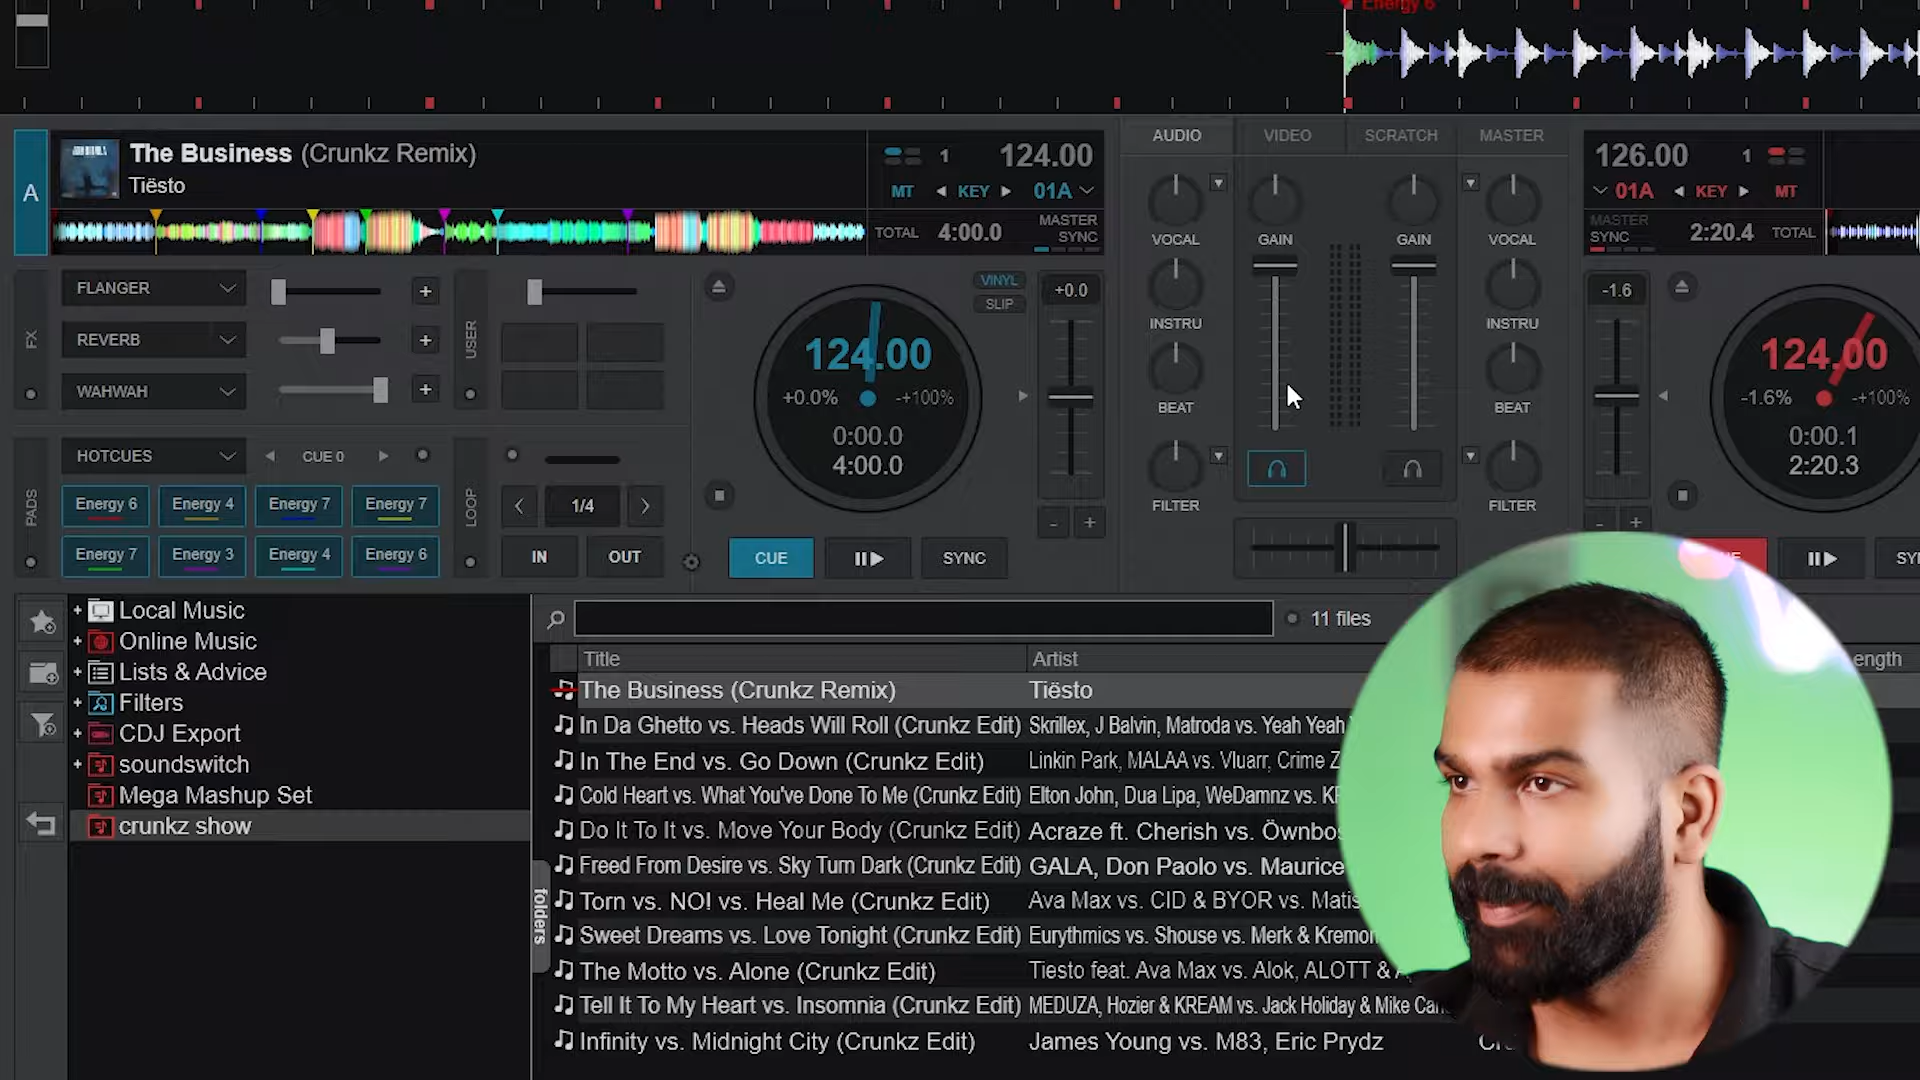 Energy 6
A
The Business (Crunkz Remix)
Tiësto
1 124.00
MT KEY 01A
TOTAL 4:00.0
MASTER SYNC
AUDIO VIDEO SCRATCH MASTER
VOCAL GAIN GAIN VOCAL
INSTRU INSTRU
BEAT BEAT
FILTER FILTER
126.00 1
01A KEY MT
MASTER SYNC
2:20.4 TOTAL
FX
FLANGER
REVERB
WAHWAH
USER
VINYL
SLIP
+0.0
124.00
+0.0% -+100%
0:00.0
4:00.0
-1.6
124.00
-1.6% -+100%
0:00.1
2:20.3
PADS
HOTCUES CUE 0
Energy 6 Energy 4 Energy 7 Energy 7
Energy 7 Energy 3 Energy 4 Energy 6
LOOP
< 1/4 >
IN OUT
CUE SYNC
- +
- +
Local Music
Online Music
Lists & Advice
Filters
CDJ Export
soundswitch
Mega Mashup Set
crunkz show
folders
11 files
Title Artist
The Business (Crunkz Remix) Tiësto
In Da Ghetto vs. Heads Will Roll (Crunkz Edit) Skrillex, J Balvin, Matroda vs. Yeah Yeah
In The End vs. Go Down (Crunkz Edit) Linkin Park, MALAA vs. Vluarr, Crime
Cold Heart vs. What You've Done To Me (Crunkz Edit) Elton John, Dua Lipa, WeDamnz vs.
Do It To It vs. Move Your Body (Crunkz Edit) Acraze ft. Cherish vs.
Freed From Desire vs. Sky Turn Dark (Crunkz Edit) GALA, Don Paolo vs. Maurice
Torn vs. NO! vs. Heal Me (Crunkz Edit) Ava Max vs. CID & BYOR vs.
Sweet Dreams vs. Love Tonight (Crunkz Edit) Eurythmics vs. Shouse vs. Merk &
The Motto vs. Alone (Crunkz Edit) Tiesto feat. Ava Max vs. Alok, ALOTT &
Tell It To My Heart vs. Insomnia (Crunkz Edit) MEDUZA, Hozier & KREAM vs. Jack Holiday & Mike
Infinity vs. Midnight City (Crunkz Edit) James Young vs. M83, Eric Prydz